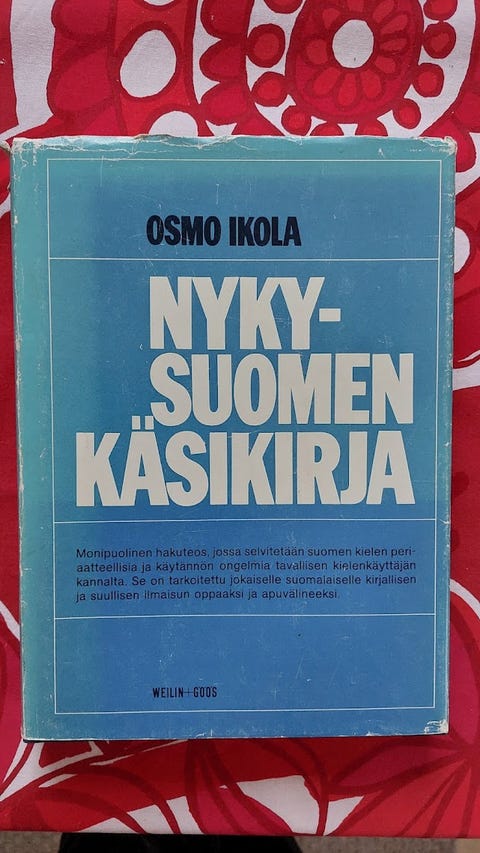 OSMO IKOLA
NYKY-
SUOMEN
KÄSIKIRJA
Monipuolinen hakuteos, jossa selvitetään suomen kielen peri-
aatteellisia ja käytännön ongelmia tavallisen kielenkäyttäjän
kannalta. Se on tarkoitettu jokaiselle suomalaiselle kirjallisen
ja suullisen ilmaisun oppaaksi ja apuvälineeksi.
WEILIN+GÖÖS